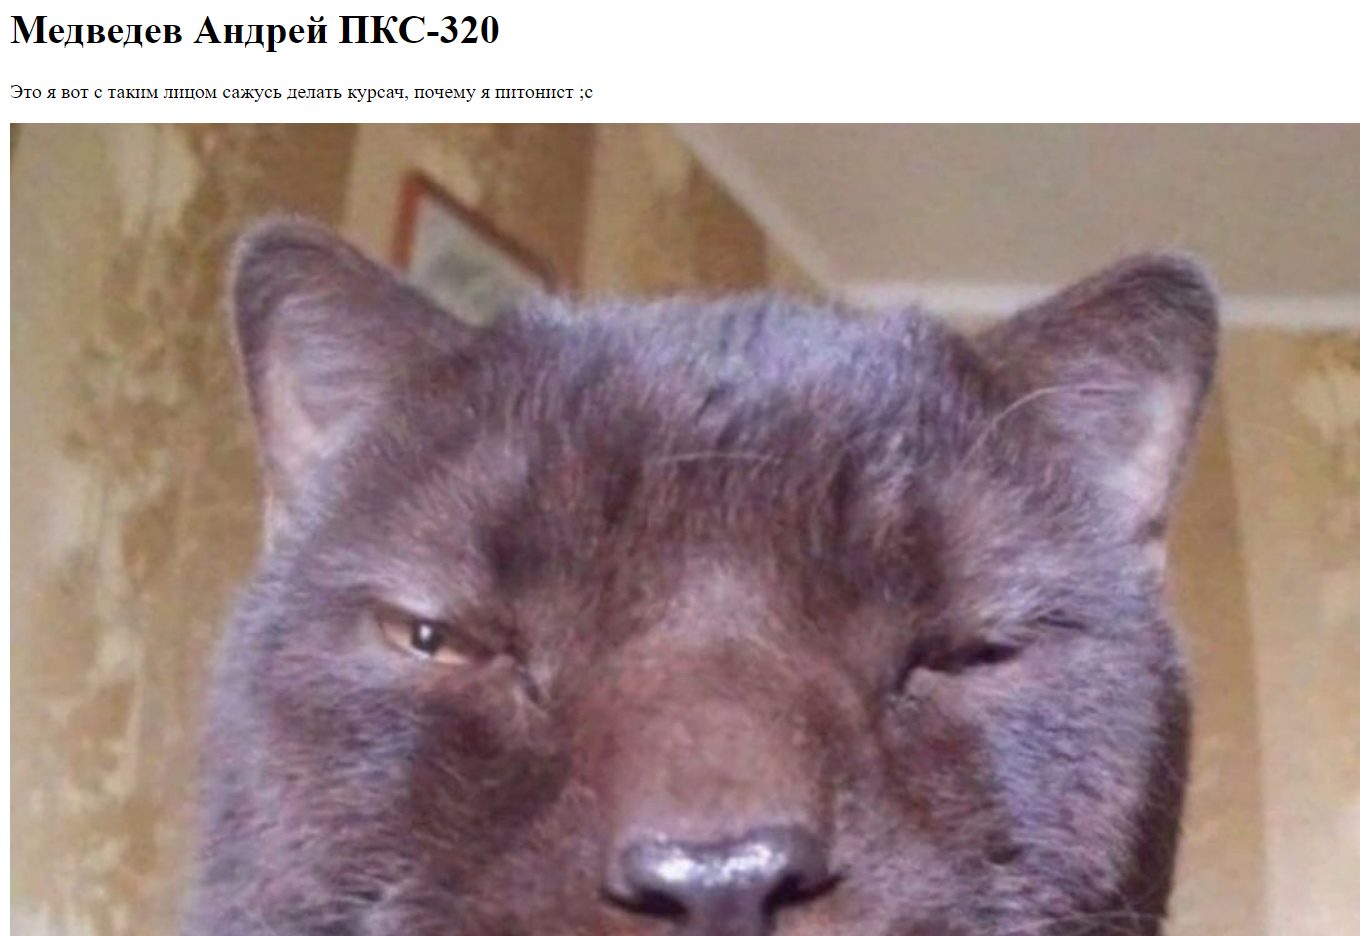 Медведев Андрей ПКС-320
Это я вот с таким лицом сажусь делать курсач, почему я питонист ;с